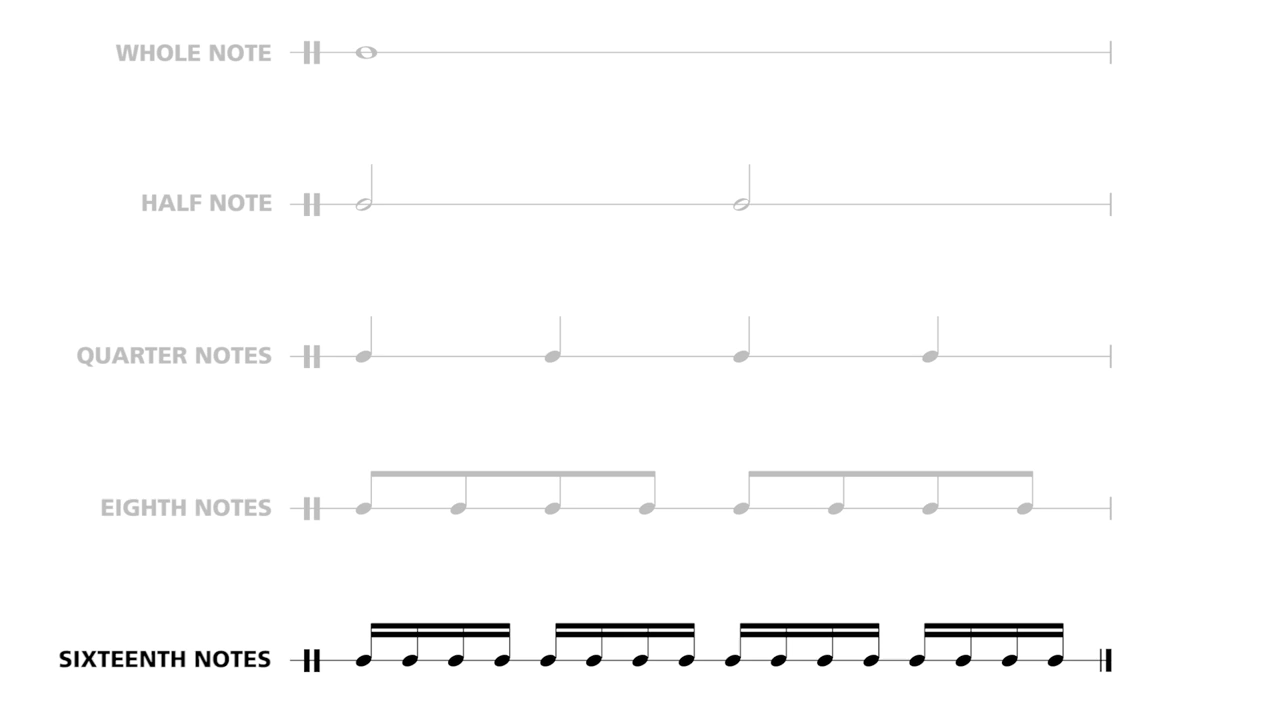 WHOLE NOTE
HALF NOTE
QUARTER NOTES
EIGHTH NOTES
SIXTEENTH NOTES